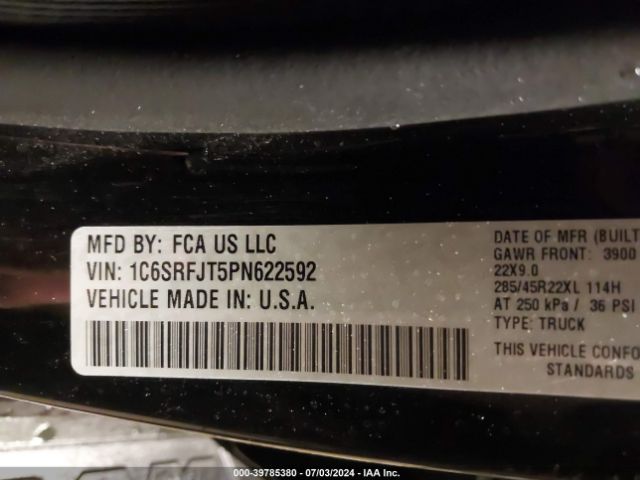 MFD BY: FCA US LLC
VIN: 1C6SRFJT5PN622592
VEHICLE MADE IN: U.S.A.
DATE OF MFR (BUILT
GAWR FRONT: 3900
22X9.0
285/45R22XL 114H
AT 250 kPa / 36 PSI
TYPE: TRUCK
THIS VEHICLE CONFO
STANDARDS
000-39785380 - 07/03/2024 - IAA Inc.